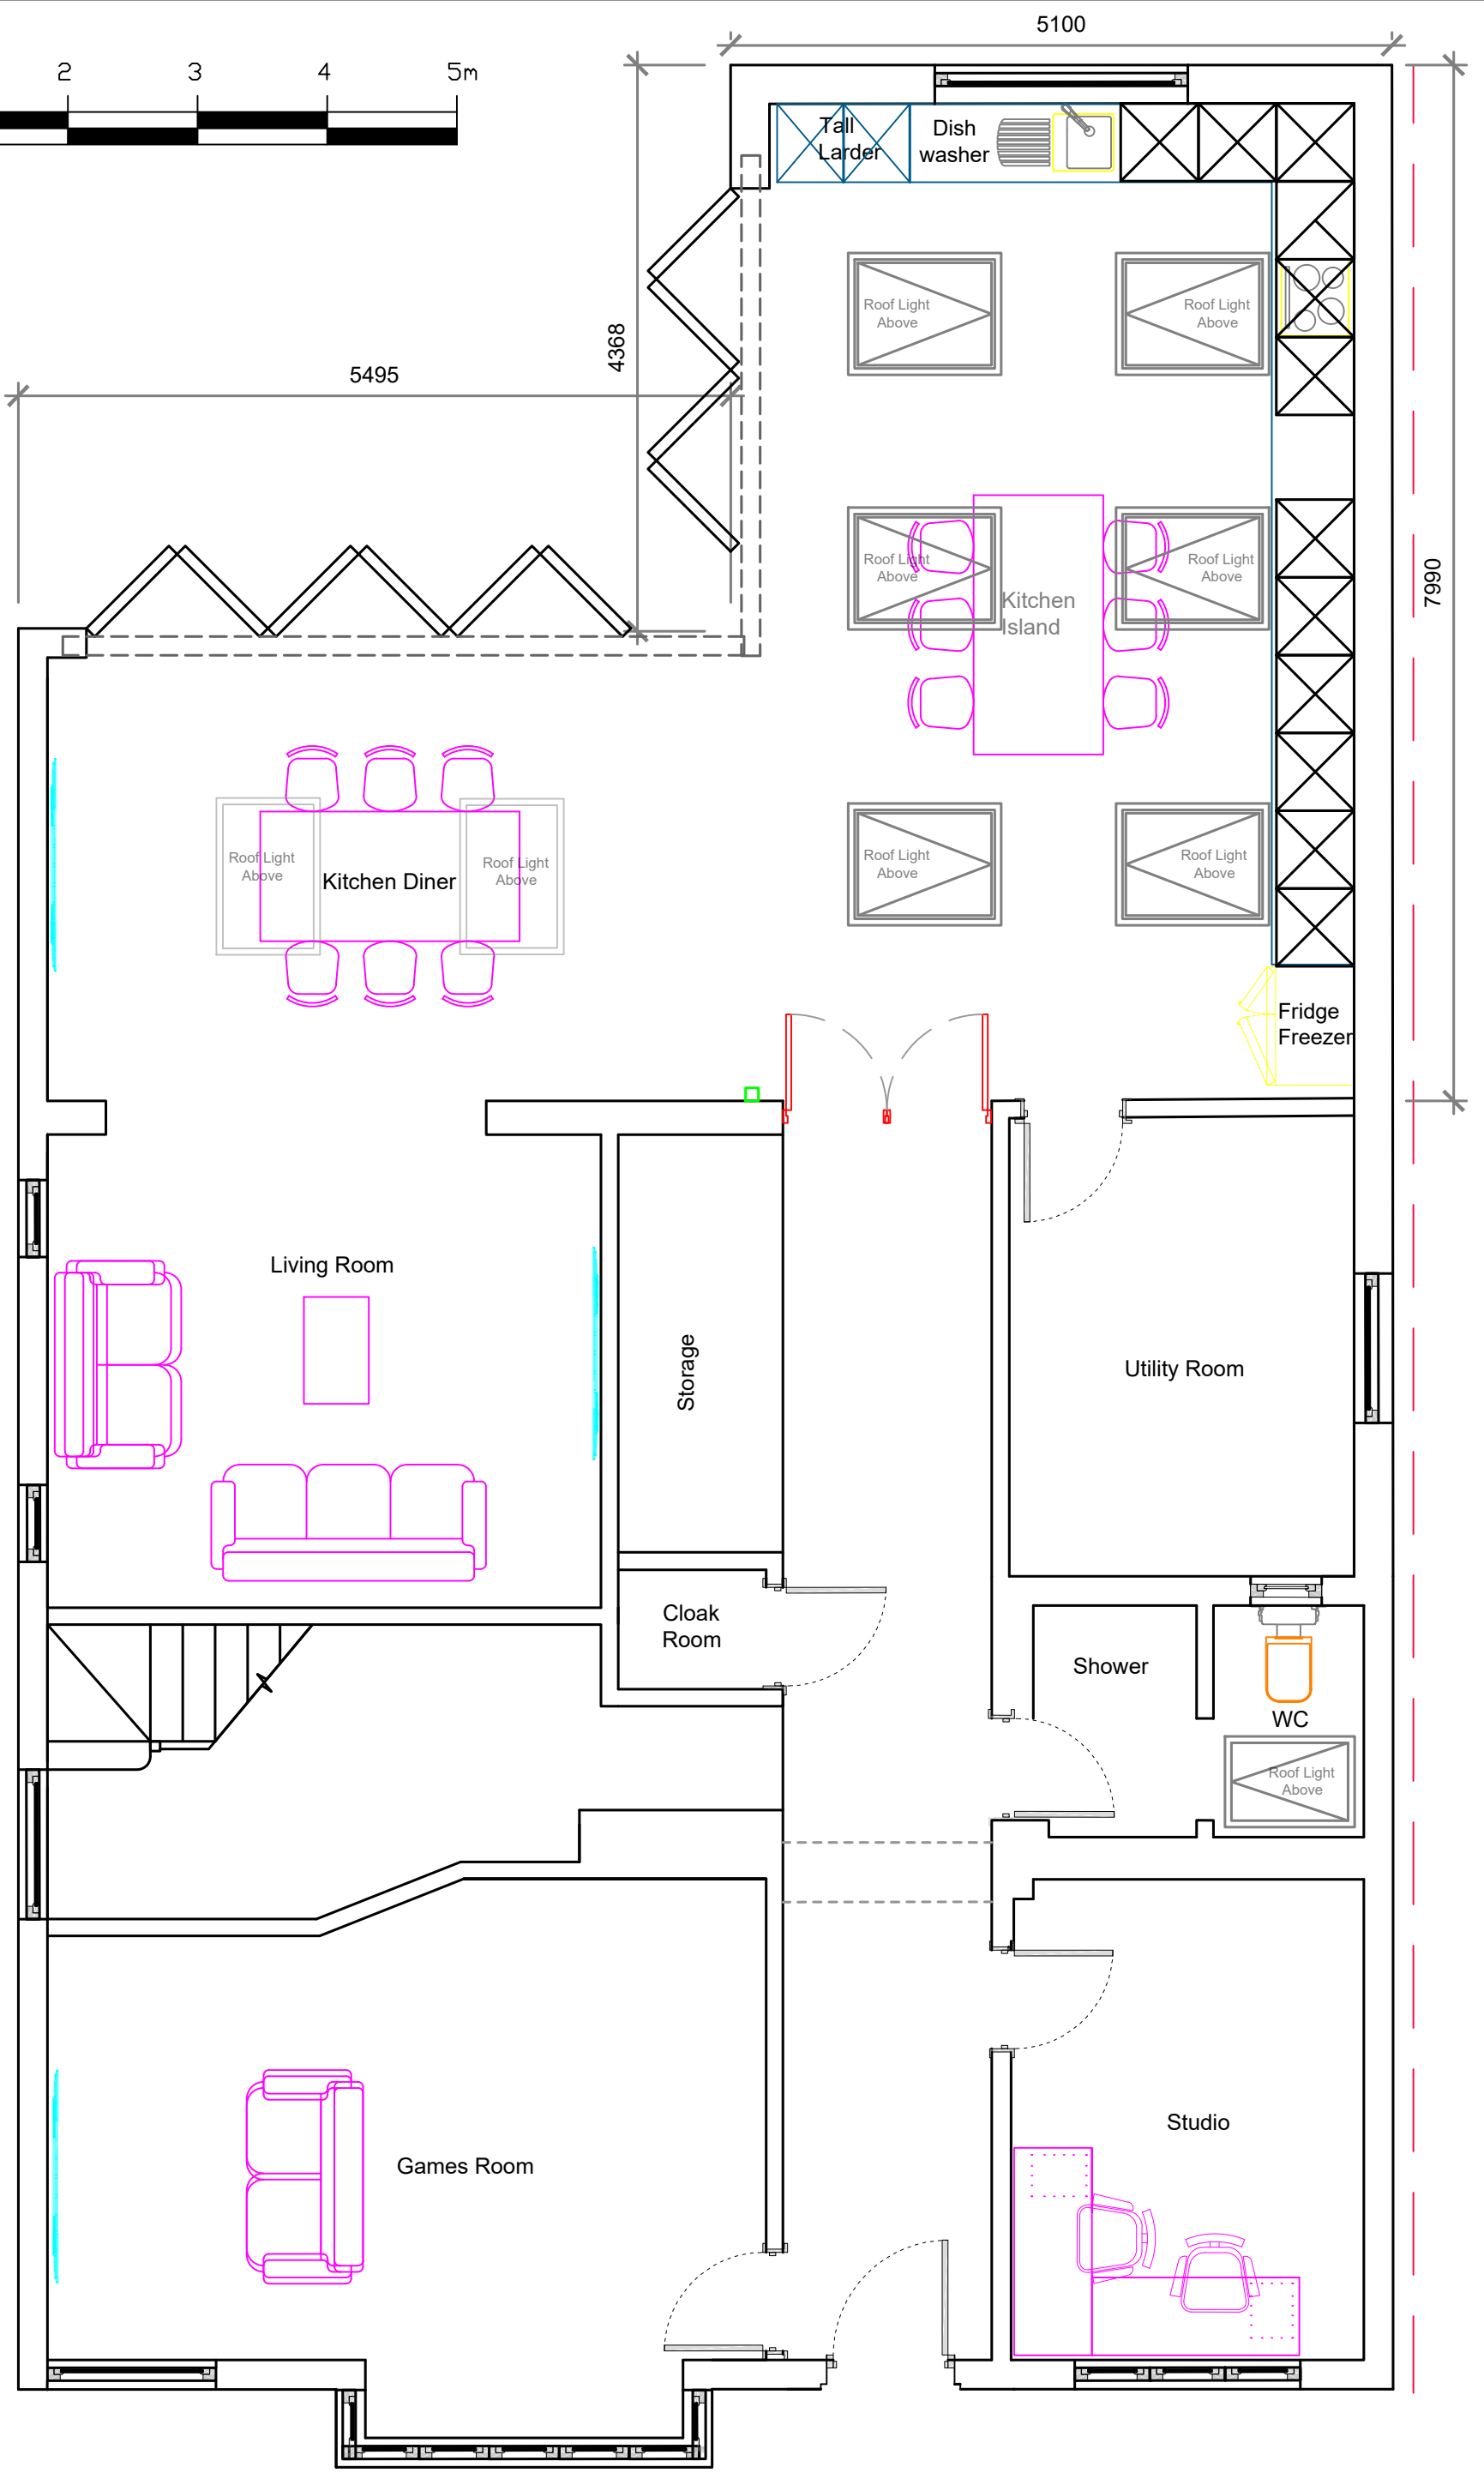 5100
2 3 4 5m
Tall
Larder
Dish
washer
Roof Light
Above
Roof Light
Above
4368
5495
Roof Light
Above
Roof Light
Above
Kitchen
Island
7990
Roof Light
Above
Kitchen Diner
Roof Light
Above
Roof Light
Above
Roof Light
Above
Fridge
Freezer
Living Room
Storage
Utility Room
Cloak
Room
Shower
WC
Roof Light
Above
Studio
Games Room